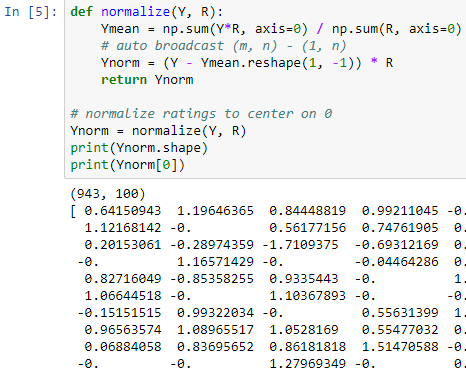 In [5]: def normalize(Y, R):
Ymean = np.sum(Y*R, axis=0) / np.sum(R, axis=0)
# auto broadcast (m, n) - (1, n)
Ynorm = (Y - Ymean.reshape(1, -1)) * R
return Ynorm
# normalize ratings to center on 0
Ynorm = normalize(Y, R)
print(Ynorm.shape)
print(Ynorm[0])
(943, 100)
[ 0.64150943 1.19646365 0.84448819 0.99211045 -0.
1.12168142 -0. 0.56177156 0.74761905 0.
0.20153061 -0.28974359 -1.7109375 -0.69312169 0.
-0. 1.16571429 -0. -0.04464286 0.
0.82716049 -0.85358255 0.9335443 -0. 1.
1.06644518 -0. 1.10367893 -0. -0.
-0.15151515 0.99322034 -0. 0.55631399 1.
0.96563574 1.08965517 1.0528169 0.55477032 0.
0.06884058 0.83695652 0.86181818 1.51470588 -0.
-0. -0. 1.27969349 -0. 0.